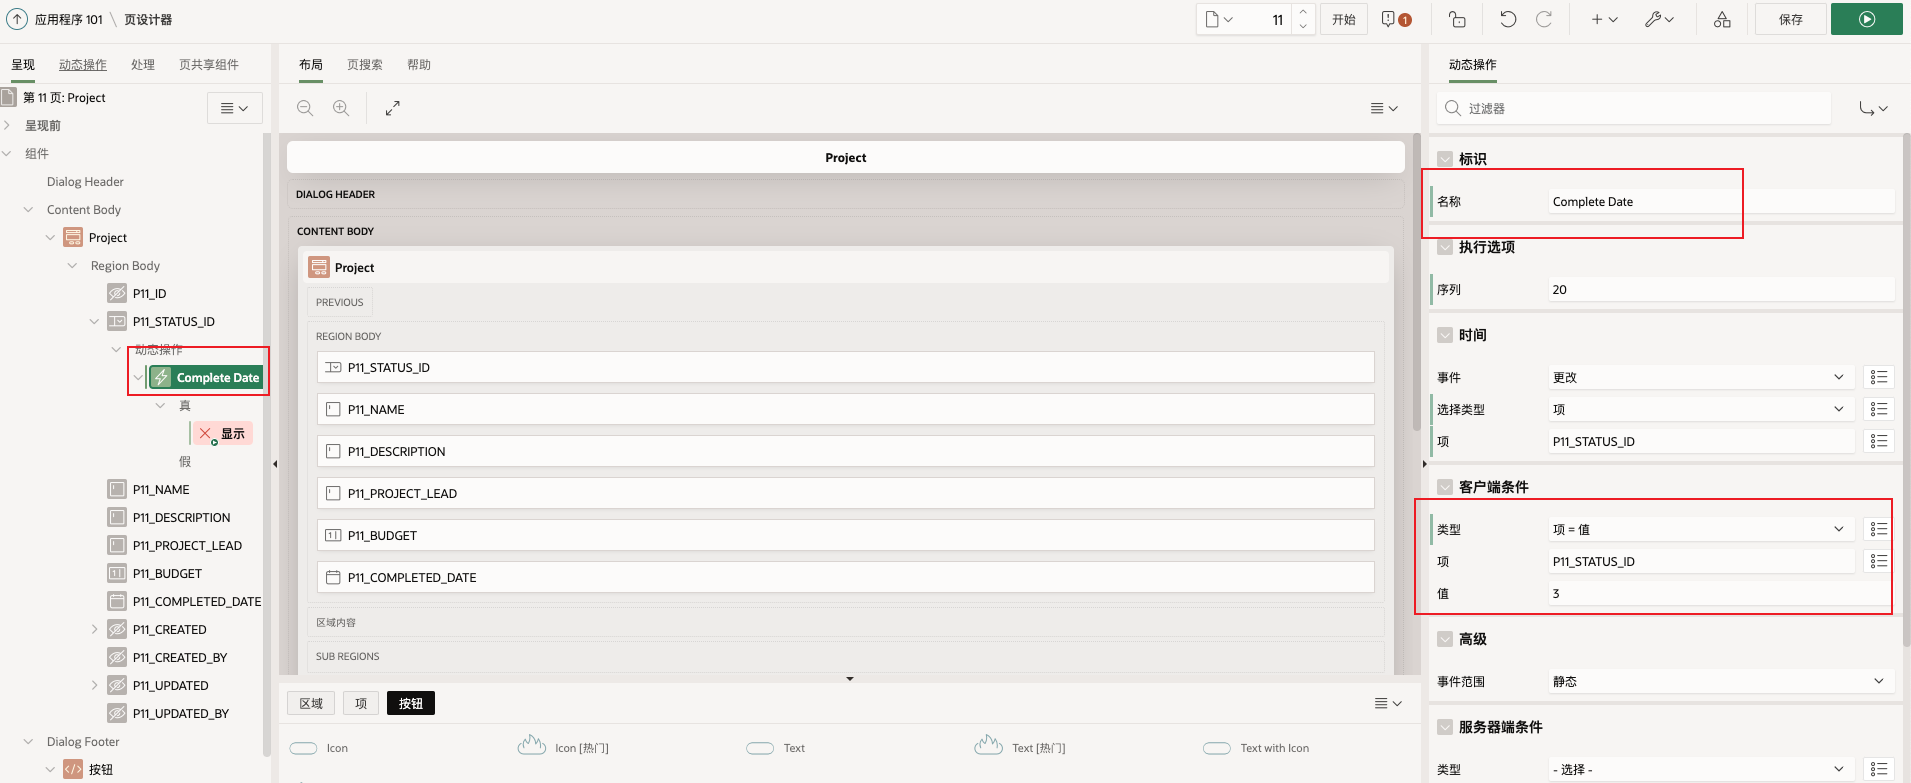 应用程序 101 \ 页设计器
11
开始
1
保存
呈现
动态操作
处理
页共享组件
第 11 页: Project
呈现前
组件
Dialog Header
Content Body
Project
Region Body
P11_ID
P11_STATUS_ID
动态操作
Complete Date
真
显示
假
P11_NAME
P11_DESCRIPTION
P11_PROJECT_LEAD
P11_BUDGET
P11_COMPLETED_DATE
P11_CREATED
P11_CREATED_BY
P11_UPDATED
P11_UPDATED_BY
Dialog Footer
按钮
布局
页搜索
帮助
Project
DIALOG HEADER
CONTENT BODY
Project
PREVIOUS
REGION BODY
P11_STATUS_ID
P11_NAME
P11_DESCRIPTION
P11_PROJECT_LEAD
P11_BUDGET
P11_COMPLETED_DATE
区域内容
SUB REGIONS
区域
项
按钮
Icon
Icon [热门]
Text
Text [热门]
Text with Icon
动态操作
过滤器
标识
名称 Complete Date
执行选项
序列 20
时间
事件 更改
选择类型 项
项 P11_STATUS_ID
客户端条件
类型 项 = 值
项 P11_STATUS_ID
值 3
高级
事件范围 静态
服务器端条件
类型 - 选择 -